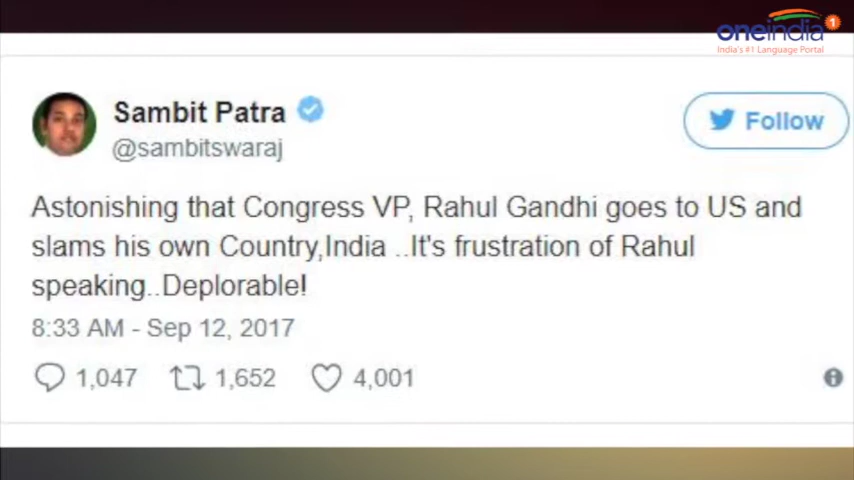 oneindia 1
India's #1 Language Portal
Sambit Patra
@sambitswaraj
Follow
Astonishing that Congress VP, Rahul Gandhi goes to US and
slams his own Country,India ..It's frustration of Rahul
speaking..Deplorable!
8:33 AM - Sep 12, 2017
1,047 1,652 4,001